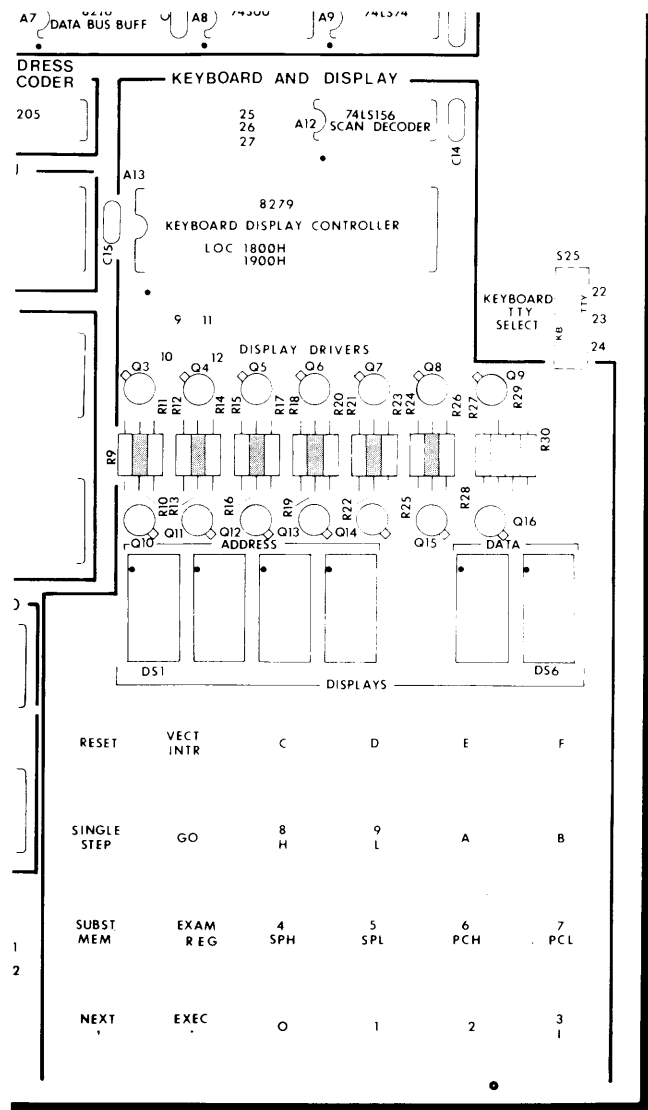 A7 8216 A8 7400 A9 74LS74
DATA BUS BUFF
DRESS
CODER
205
KEYBOARD AND DISPLAY
25
26
27
A12 74LS156
SCAN DECODER
C14
A13
8279
KEYBOARD DISPLAY CONTROLLER
LOC 1800H
1900H
C15
S25
KEYBOARD
TTY
SELECT
TTY
KB
22
23
24
9 11
10 12
DISPLAY DRIVERS
Q3 Q4 Q5 Q6 Q7 Q8 Q9
R11 R12 R14 R15 R17 R18 R20 R21 R23 R24 R26 R27 R29
R9 R30
R10 R13 R16 R19 R22 R25 R28
Q10 Q11 Q12 Q13 Q14 Q15 Q16
ADDRESS DATA
DS1 DS6
DISPLAYS
RESET VECT INTR C D E F
SINGLE STEP GO 8 H 9 L A B
SUBST MEM EXAM REG 4 SPH 5 SPL 6 PCH 7 PCL
1
2
NEXT , EXEC . 0 1 2 3 I